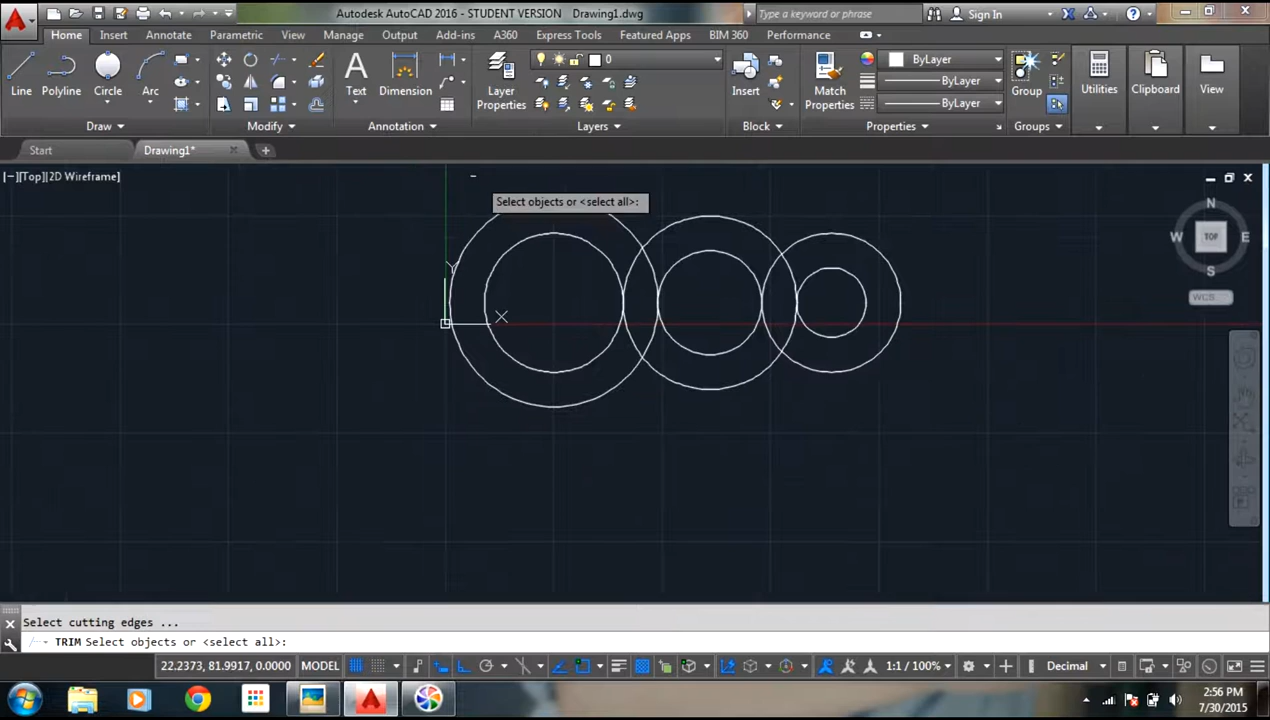 Autodesk AutoCAD 2016 - STUDENT VERSION Drawing1.dwg
Type a keyword or phrase
Sign In
Home Insert Annotate Parametric View Manage Output Add-ins A360 Express Tools Featured Apps BIM 360 Performance
0
ByLayer
ByLayer
ByLayer
Line Polyline Circle Arc Text Dimension Layer Properties Insert Match Properties Group Utilities Clipboard View
Draw Modify Annotation Layers Block Properties Groups
Start Drawing1*
[−][Top][2D Wireframe]
N
W TOP E
S
WCS
Select objects or <select all>:
Y
X
Select cutting edges ...
TRIM Select objects or <select all>:
22.2373, 81.9917, 0.0000 MODEL 1:1 / 100% Decimal
2:56 PM
7/30/2015